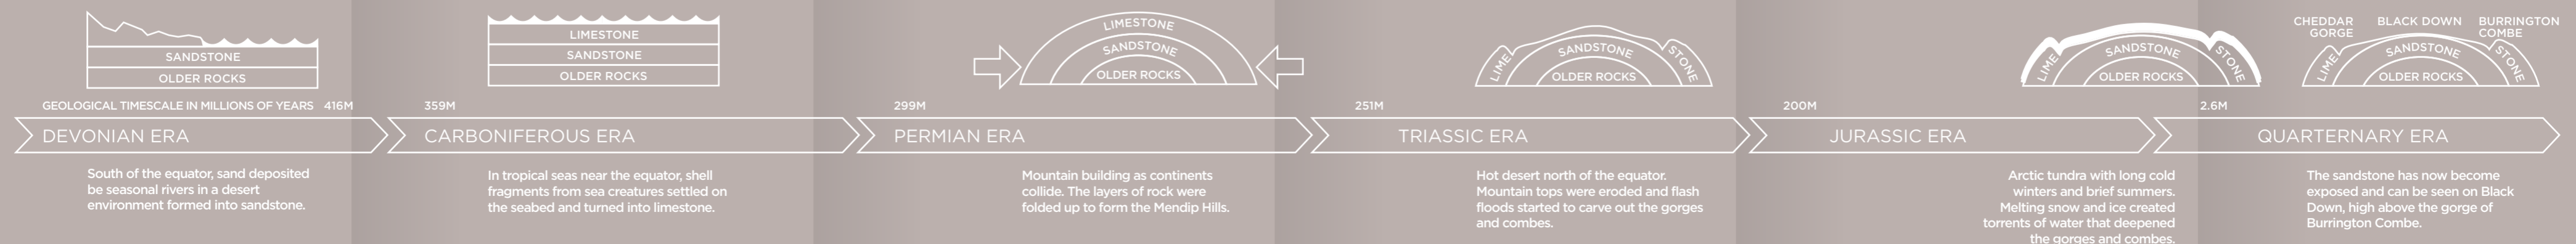 SANDSTONE
OLDER ROCKS
LIMESTONE
SANDSTONE
OLDER ROCKS
LIMESTONE
SANDSTONE
OLDER ROCKS
LIME STONE
SANDSTONE
OLDER ROCKS
LIME STONE
SANDSTONE
OLDER ROCKS
CHEDDAR
GORGE
BLACK DOWN
BURRINGTON
COMBE
LIME STONE
SANDSTONE
OLDER ROCKS
GEOLOGICAL TIMESCALE IN MILLIONS OF YEARS 416M
359M
299M
251M
200M
2.6M
DEVONIAN ERA
CARBONIFEROUS ERA
PERMIAN ERA
TRIASSIC ERA
JURASSIC ERA
QUARTERNARY ERA
South of the equator, sand deposited
be seasonal rivers in a desert
environment formed into sandstone.
In tropical seas near the equator, shell
fragments from sea creatures settled on
the seabed and turned into limestone.
Mountain building as continents
collide. The layers of rock were
folded up to form the Mendip Hills.
Hot desert north of the equator.
Mountain tops were eroded and flash
floods started to carve out the gorges
and combes.
Arctic tundra with long cold
winters and brief summers.
Melting snow and ice created
torrents of water that deepened
the gorges and combes.
The sandstone has now become
exposed and can be seen on Black
Down, high above the gorge of
Burrington Combe.